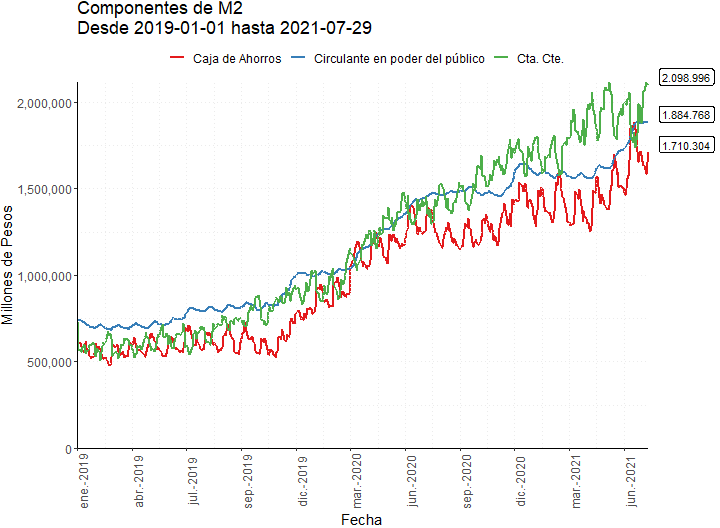 Componentes de M2
Desde 2019-01-01 hasta 2021-07-29
Caja de Ahorros
Circulante en poder del público
Cta. Cte.
2.098.996
1.884.768
1.710.304
Millones de Pesos
2,000,000
1,500,000
1,000,000
500,000
0
ene.-2019
abr.-2019
jul.-2019
sep.-2019
dic.-2019
mar.-2020
jun.-2020
sep.-2020
dic.-2020
mar.-2021
jun.-2021
Fecha